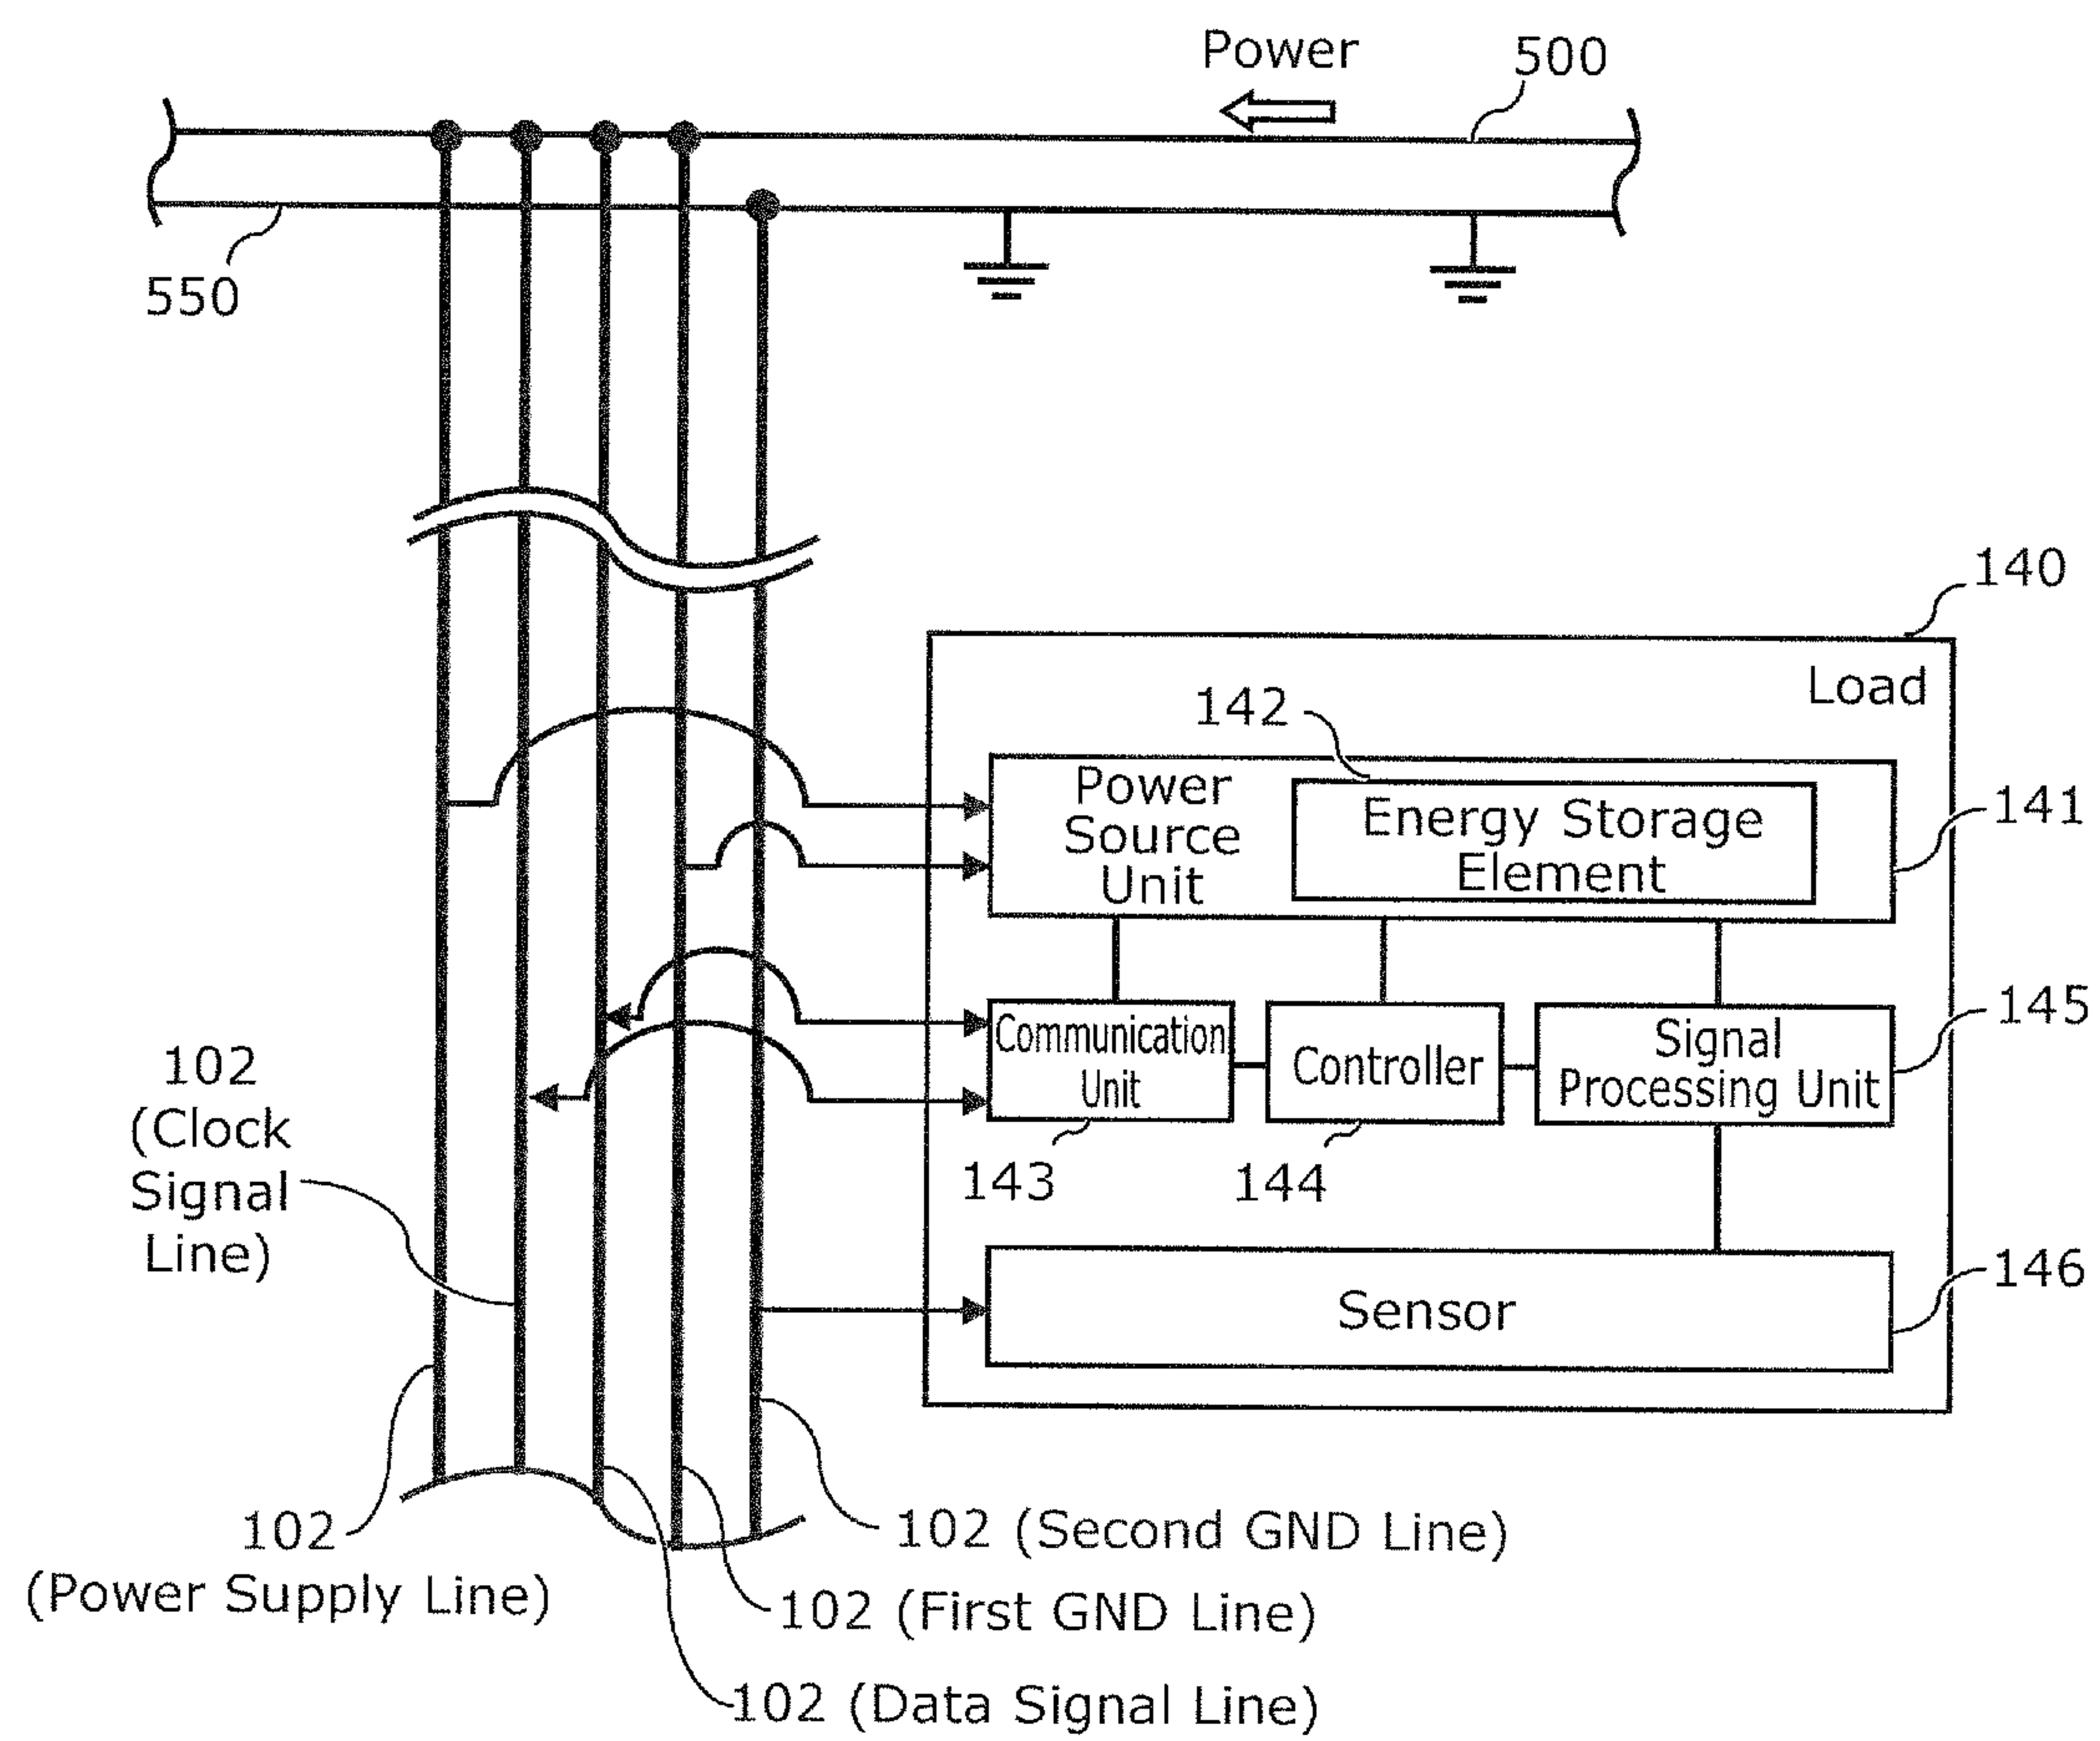 Power
500
550
140
Load
142
Power
Source
Unit
Energy Storage
Element
141
Communication
Unit
Controller
Signal
Processing Unit
145
143
144
102
(Clock
Signal
Line)
Sensor
146
102
(Power Supply Line)
102 (Second GND Line)
102 (First GND Line)
102 (Data Signal Line)